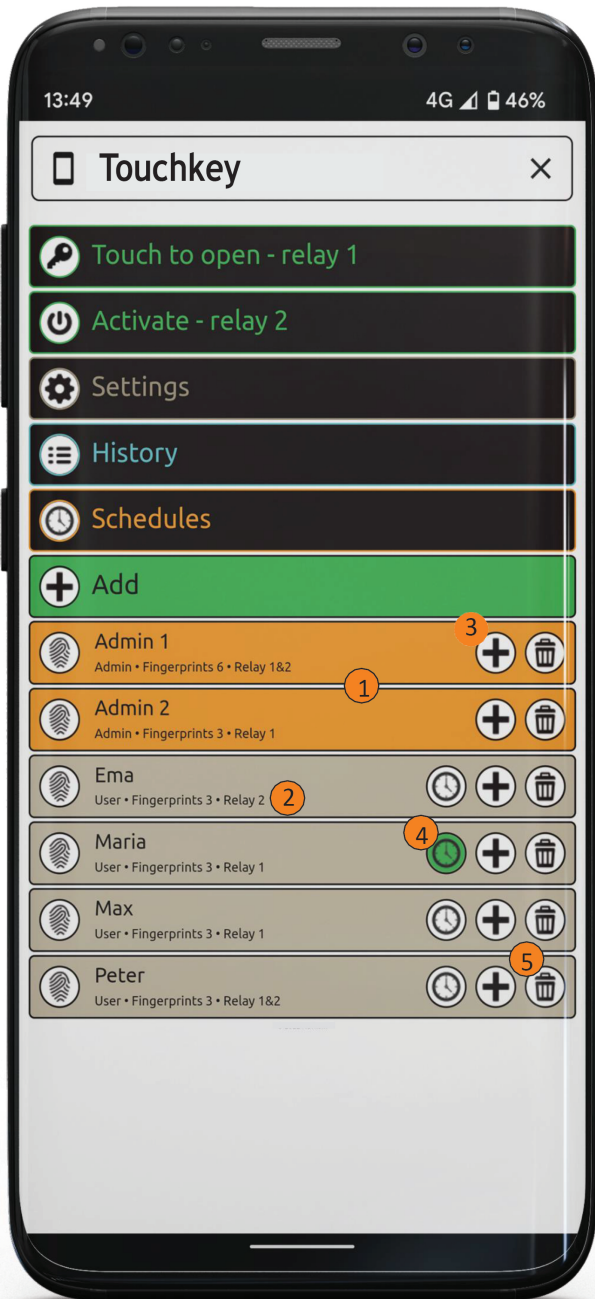 13:49 4G 46%
Touchkey
Touch to open - relay 1
Activate - relay 2
Settings
History
Schedules
Add
3
Admin 1
Admin • Fingerprints 6 • Relay 1&2
1
Admin 2
Admin • Fingerprints 3 • Relay 1
Ema
User • Fingerprints 3 • Relay 2
2
4
Maria
User • Fingerprints 3 • Relay 1
Max
User • Fingerprints 3 • Relay 1
5
Peter
User • Fingerprints 3 • Relay 1&2